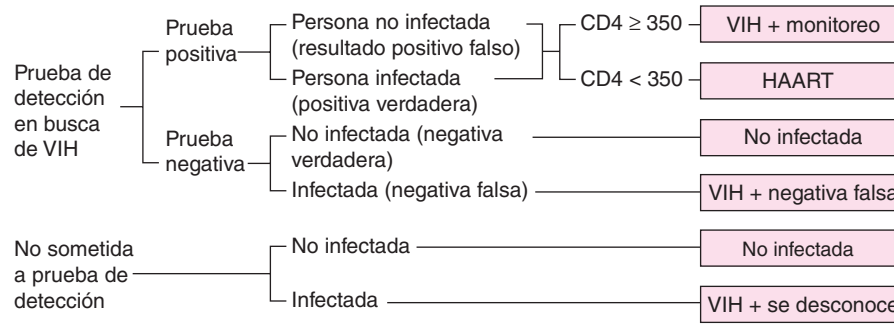 Prueba de
detección
en busca
de VIH
Prueba
positiva
Persona no infectada
(resultado positivo falso)
Persona infectada
(positiva verdadera)
CD4 ≥ 350
VIH + monitoreo
CD4 < 350
HAART
Prueba
negativa
No infectada (negativa
verdadera)
No infectada
Infectada (negativa falsa)
VIH + negativa falsa
No sometida
a prueba de
detección
No infectada
No infectada
Infectada
VIH + se desconoce